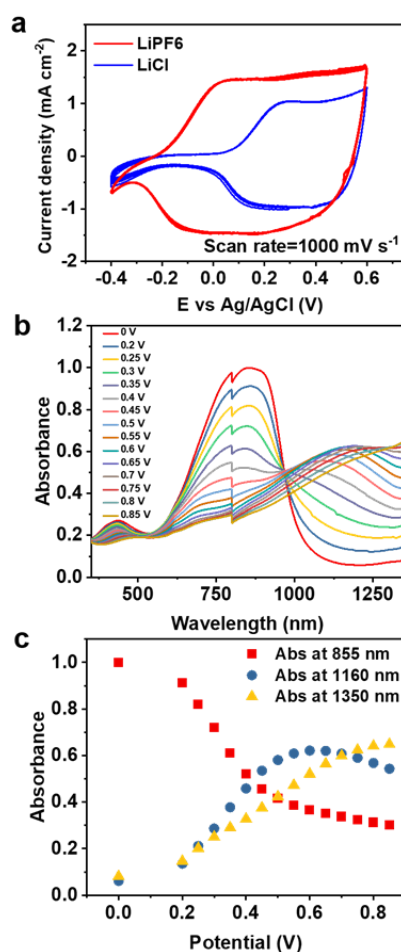 a
LiPF6
LiCl
Current density (mA cm-2)
2
1
0
-1
-2
Scan rate=1000 mV s-1
-0.4 -0.2 0.0 0.2 0.4 0.6
E vs Ag/AgCl (V)
b
Absorbance
1.2
1.0
0.8
0.6
0.4
0.2
0.0
0 V
0.2 V
0.25 V
0.3 V
0.35 V
0.4 V
0.45 V
0.5 V
0.55 V
0.6 V
0.65 V
0.7 V
0.75 V
0.8 V
0.85 V
500 750 1000 1250
Wavelength (nm)
c
Absorbance
1.0
0.8
0.6
0.4
0.2
0.0
Abs at 855 nm
Abs at 1160 nm
Abs at 1350 nm
0.0 0.2 0.4 0.6 0.8
Potential (V)